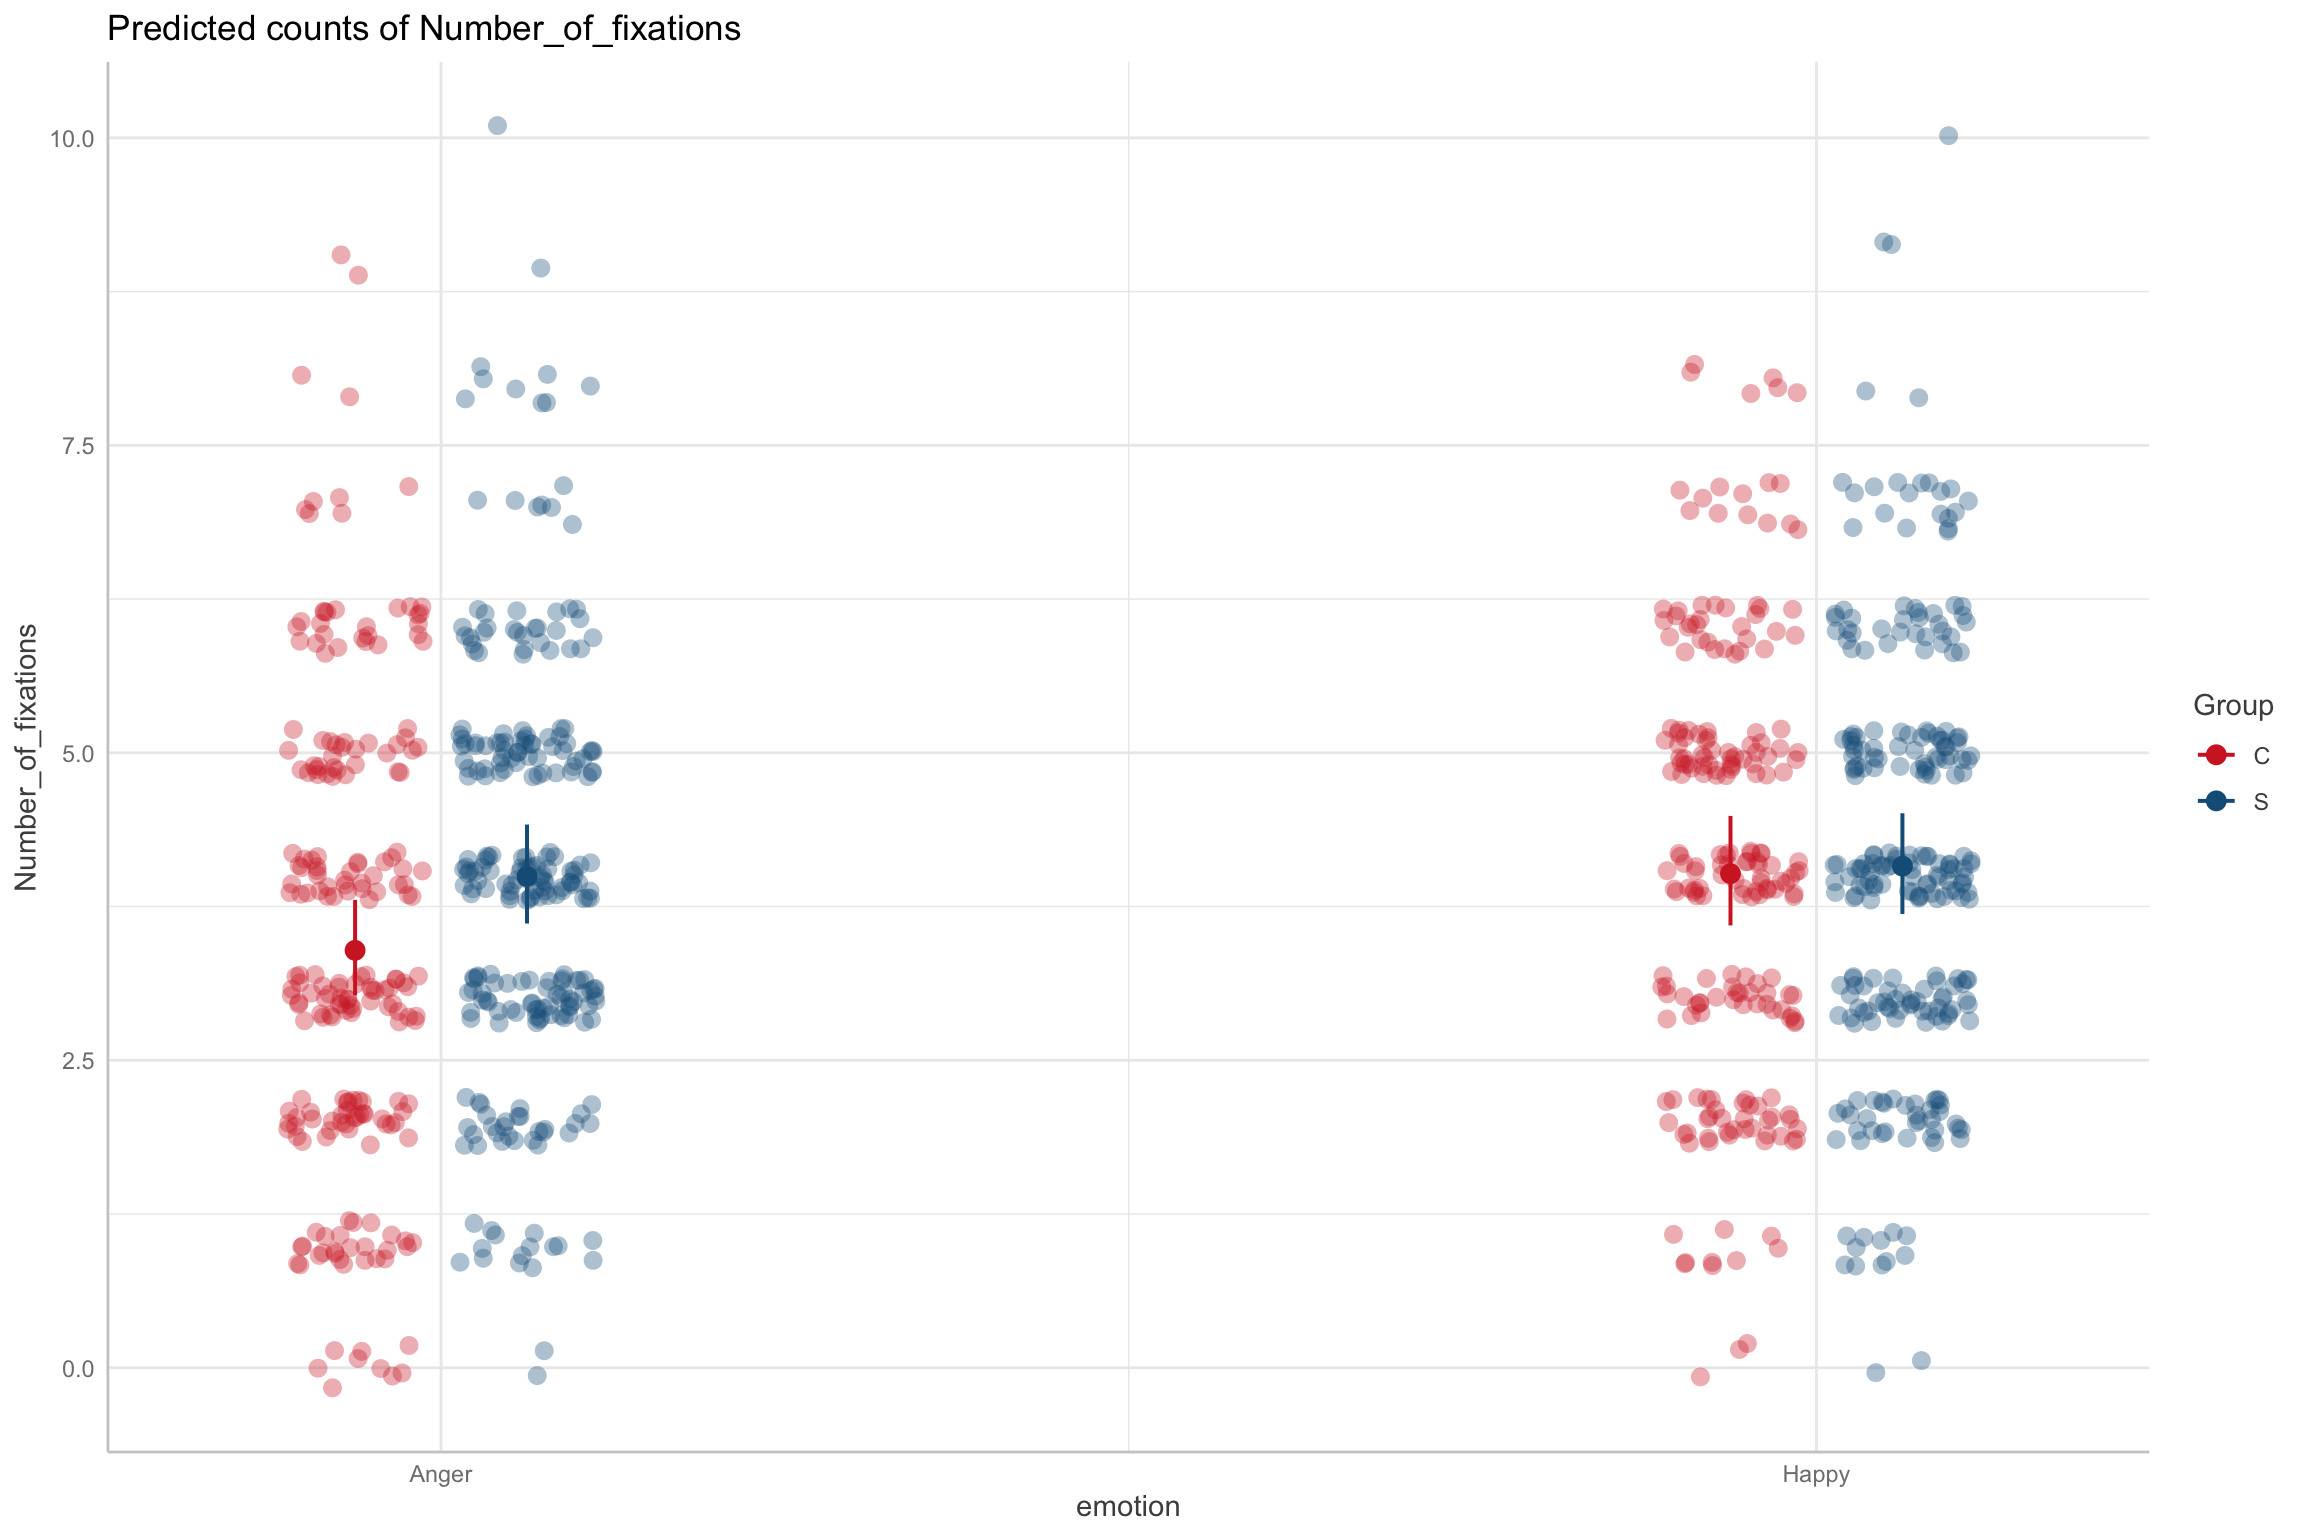 Predicted counts of Number_of_fixations
Number_of_fixations
10.0
7.5
5.0
2.5
0.0
Anger
Happy
emotion
Group
C
S